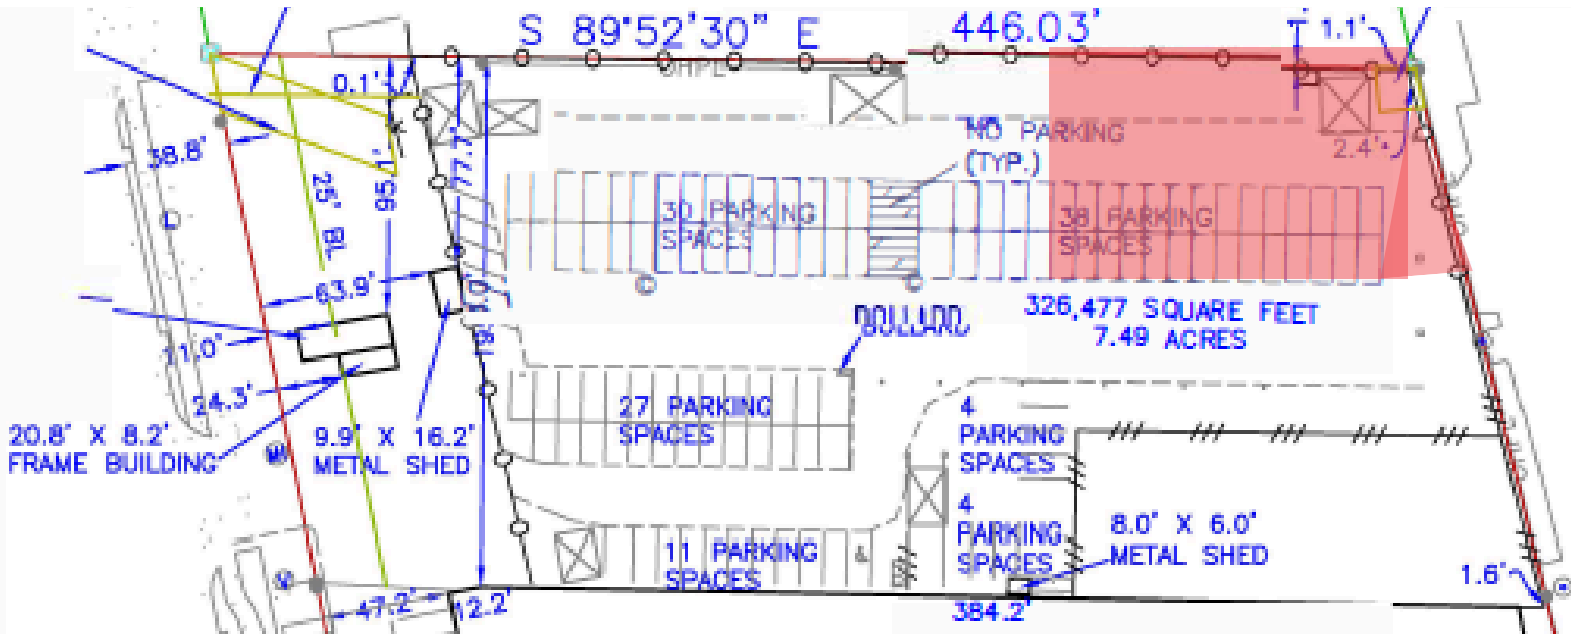 S 89°52'30" E 446.03'
1.1'
0.1'
OHPL
38.8'
77.7'
NO PARKING
(TYP.)
2.4'
95.1'
25' BL
30 PARKING
SPACES
38 PARKING
SPACES
63.9'
BOLLARD
326,477 SQUARE FEET
7.49 ACRES
11.0'
24.3'
27 PARKING
SPACES
4
PARKING
SPACES
20.8' X 8.2'
FRAME BUILDING
9.9' X 16.2'
METAL SHED
4
PARKING
SPACES
8.0' X 6.0'
METAL SHED
11 PARKING
SPACES
1.6'
47.2'
12.2'
384.2'